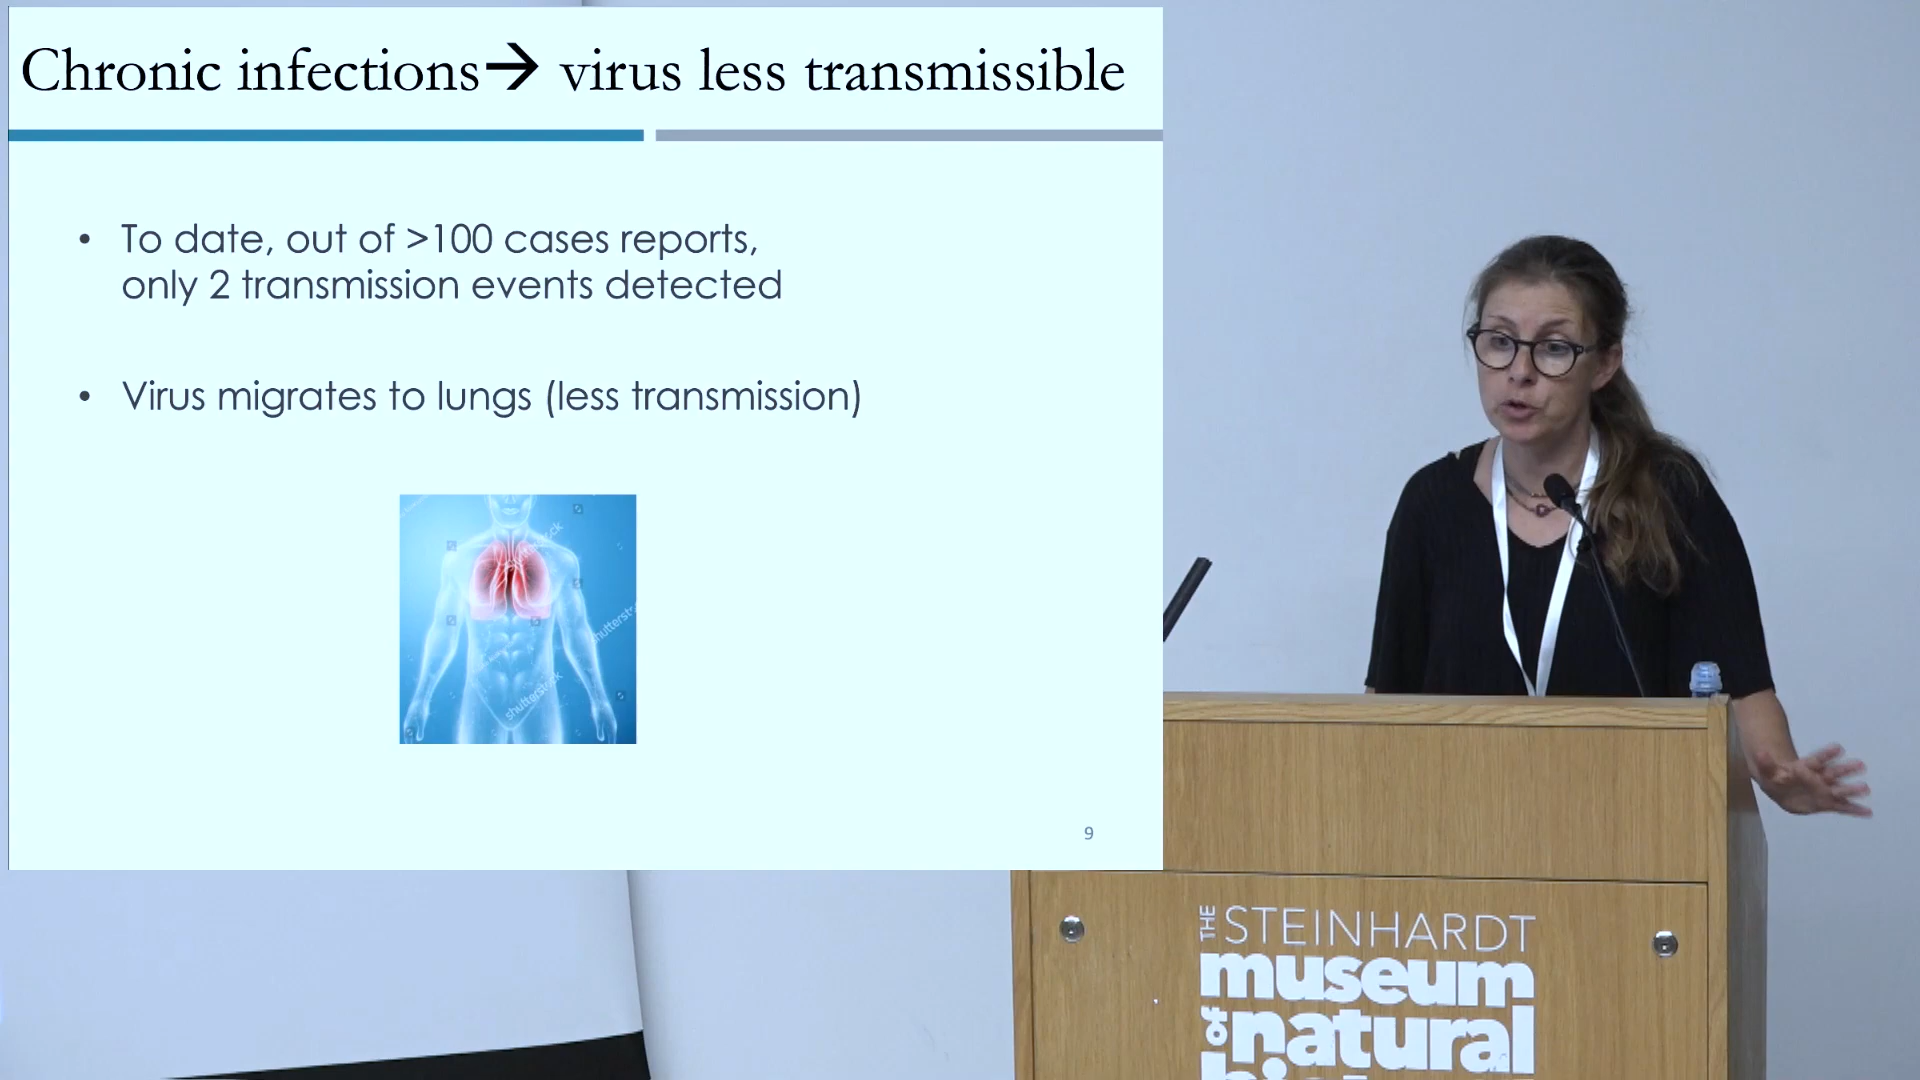 Chronic infections→ virus less transmissible
• To date, out of >100 cases reports,
only 2 transmission events detected
• Virus migrates to lungs (less transmission)
shutterstock
9
THE STEINHARDT
museum
of natural